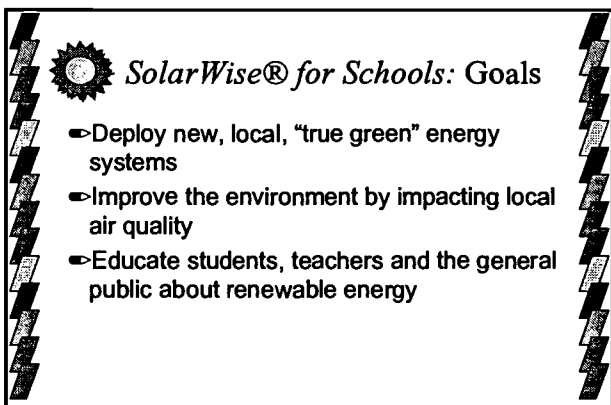 SolarWise® for Schools: Goals
✏Deploy new, local, “true green” energy
systems
✏Improve the environment by impacting local
air quality
✏Educate students, teachers and the general
public about renewable energy